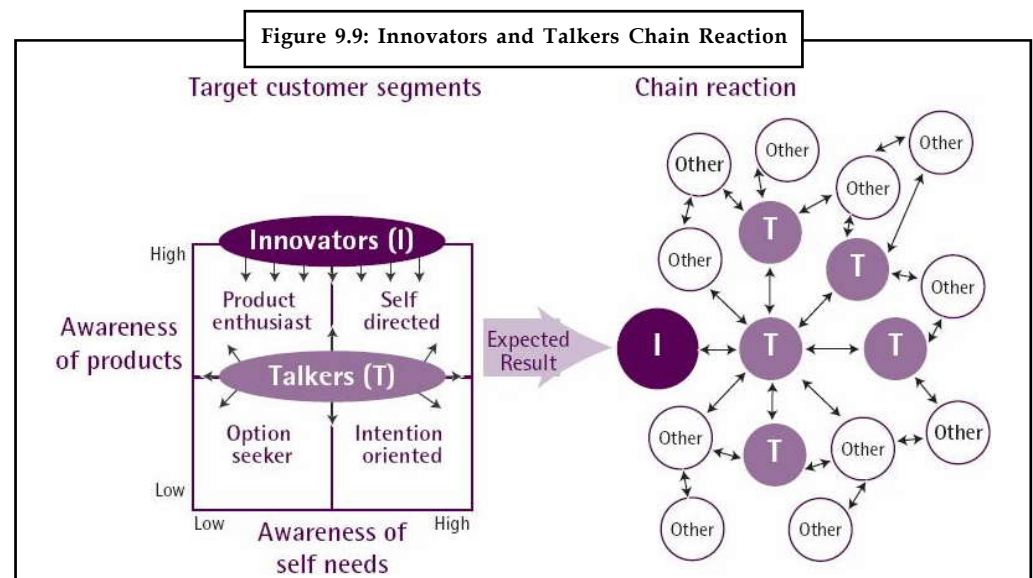 Figure 9.9: Innovators and Talkers Chain Reaction
Target customer segments
Chain reaction
High
Innovators (I)
Product
enthusiast
Self
directed
Awareness
of products
Talkers (T)
Option
seeker
Intention
oriented
Low
Low
High
Awareness of
self needs
Expected
Result
Other
Other
Other
Other
T
Other
T
Other
I
T
T
Other
Other
Other
T
Other
Other
Other